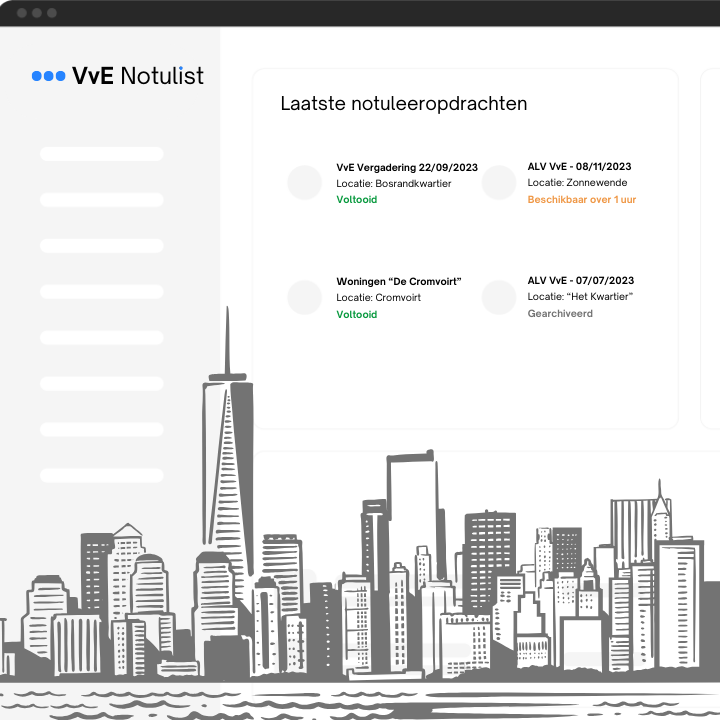 VvE Notulist
Laatste notuleeropdrachten
VvE Vergadering 22/09/2023
Locatie: Bosrandkwartier
Voltooid
ALV VvE - 08/11/2023
Locatie: Zonnewende
Beschikbaar over 1 uur
Woningen “De Cromvoirt”
Locatie: Cromvoirt
Voltooid
ALV VvE - 07/07/2023
Locatie: “Het Kwartier”
Gearchiveerd